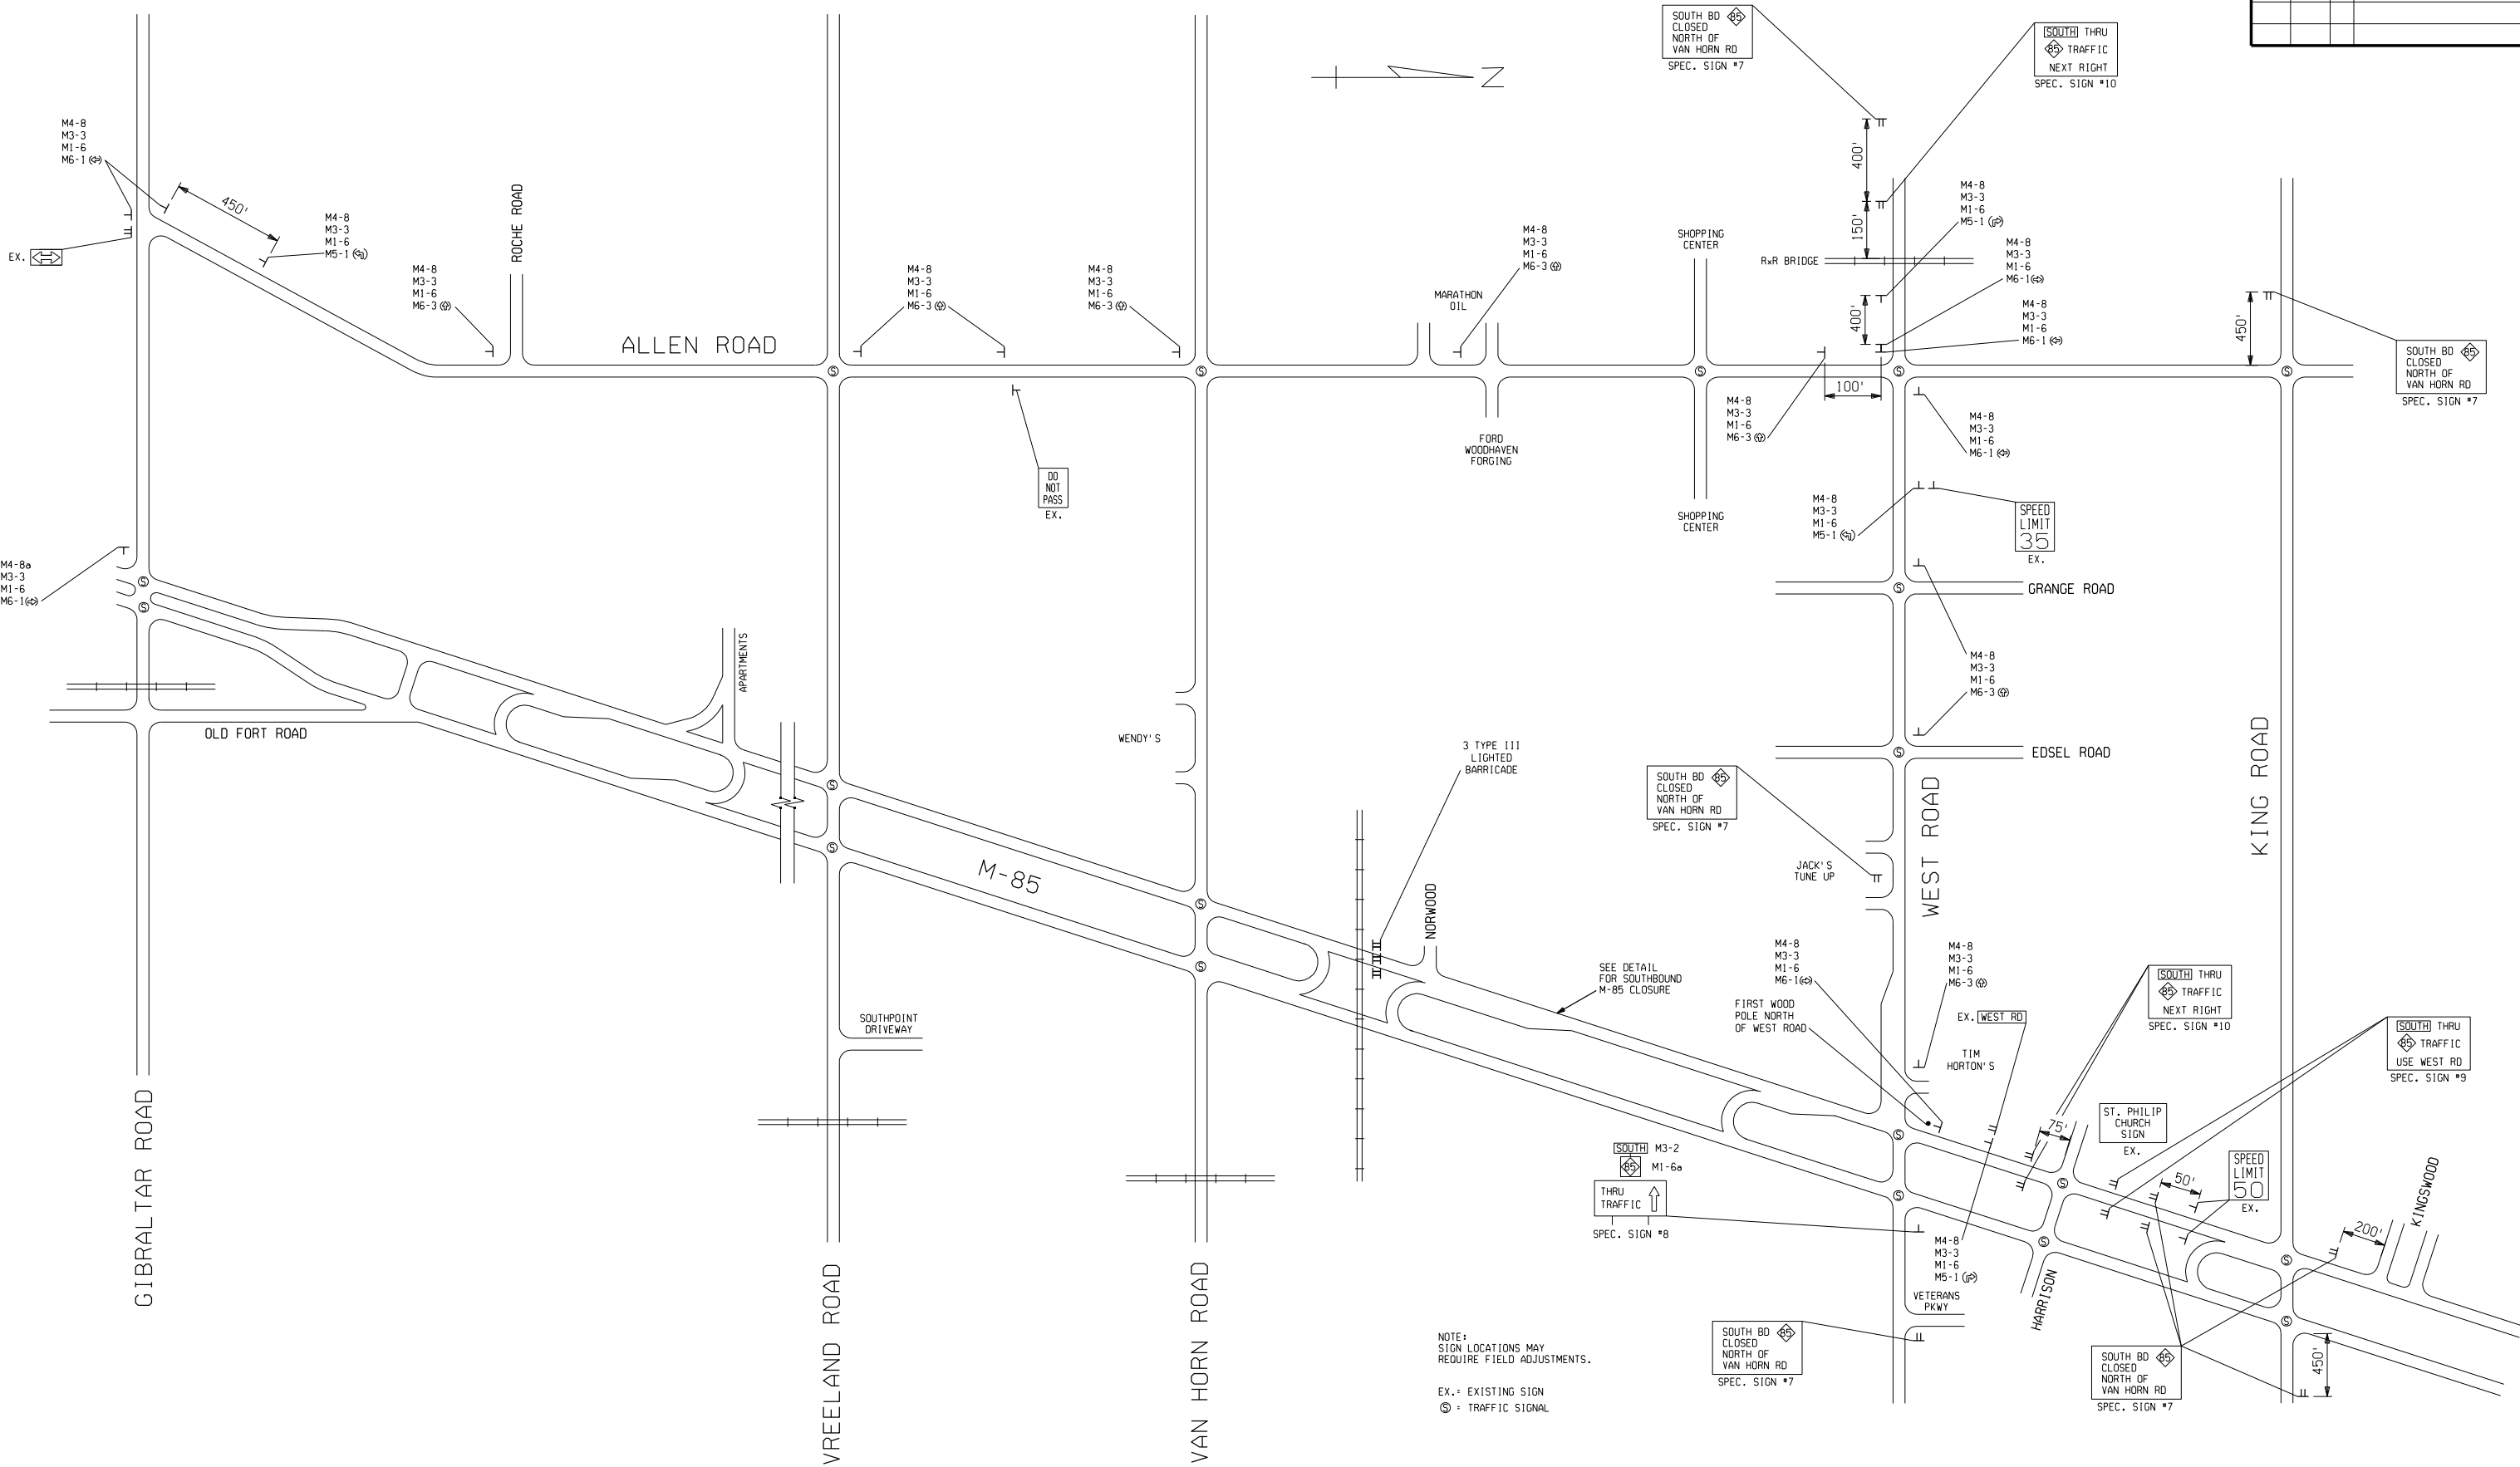 SOUTH BD 85
CLOSED
NORTH OF
VAN HORN RD
SPEC. SIGN #7
SOUTH THRU
85 TRAFFIC
NEXT RIGHT
SPEC. SIGN #10
N
M4-8
M3-3
M1-6
M6-1
450'
EX.
M4-8
M3-3
M1-6
M5-1
ROCHE ROAD
M4-8
M3-3
M1-6
M6-3
ALLEN ROAD
M4-8
M3-3
M1-6
M6-3
M4-8
M3-3
M1-6
M6-3
DO
NOT
PASS
EX.
M4-8
M3-3
M1-6
M6-3
MARATHON
OIL
FORD
WOODHAVEN
FORGING
SHOPPING
CENTER
SHOPPING
CENTER
RxR BRIDGE
400'
150'
400'
100'
M4-8
M3-3
M1-6
M5-1
M4-8
M3-3
M1-6
M6-1
M4-8
M3-3
M1-6
M6-1
M4-8
M3-3
M1-6
M6-3
M4-8
M3-3
M1-6
M6-1
450'
SOUTH BD 85
CLOSED
NORTH OF
VAN HORN RD
SPEC. SIGN #7
M4-8
M3-3
M1-6
M5-1
SPEED
LIMIT
35
EX.
GRANGE ROAD
M4-8
M3-3
M1-6
M6-3
EDSEL ROAD
M4-8a
M3-3
M1-6
M6-1
OLD FORT ROAD
APARTMENTS
WENDY'S
3 TYPE III
LIGHTED
BARRICADE
SOUTH BD 85
CLOSED
NORTH OF
VAN HORN RD
SPEC. SIGN #7
JACK'S
TUNE UP
WEST ROAD
KING ROAD
M-85
NORWOOD
SEE DETAIL
FOR SOUTHBOUND
M-85 CLOSURE
M4-8
M3-3
M1-6
M6-1
FIRST WOOD
POLE NORTH
OF WEST ROAD
M4-8
M3-3
M1-6
M6-3
EX. WEST RD
TIM
HORTON'S
SOUTH THRU
85 TRAFFIC
NEXT RIGHT
SPEC. SIGN #10
SOUTH THRU
85 TRAFFIC
USE WEST RD
SPEC. SIGN #9
SOUTHPOINT
DRIVEWAY
75'
ST. PHILIP
CHURCH
SIGN
EX.
50'
SPEED
LIMIT
50
EX.
200'
KINGSWOOD
SOUTH M3-2
85 M1-6a
THRU
TRAFFIC
SPEC. SIGN #8
M4-8
M3-3
M1-6
M5-1
VETERANS
PKWY
HARRISON
GIBRALTAR ROAD
VREELAND ROAD
VAN HORN ROAD
NOTE:
SIGN LOCATIONS MAY
REQUIRE FIELD ADJUSTMENTS.
EX.= EXISTING SIGN
S = TRAFFIC SIGNAL
SOUTH BD 85
CLOSED
NORTH OF
VAN HORN RD
SPEC. SIGN #7
SOUTH BD 85
CLOSED
NORTH OF
VAN HORN RD
SPEC. SIGN #7
450'